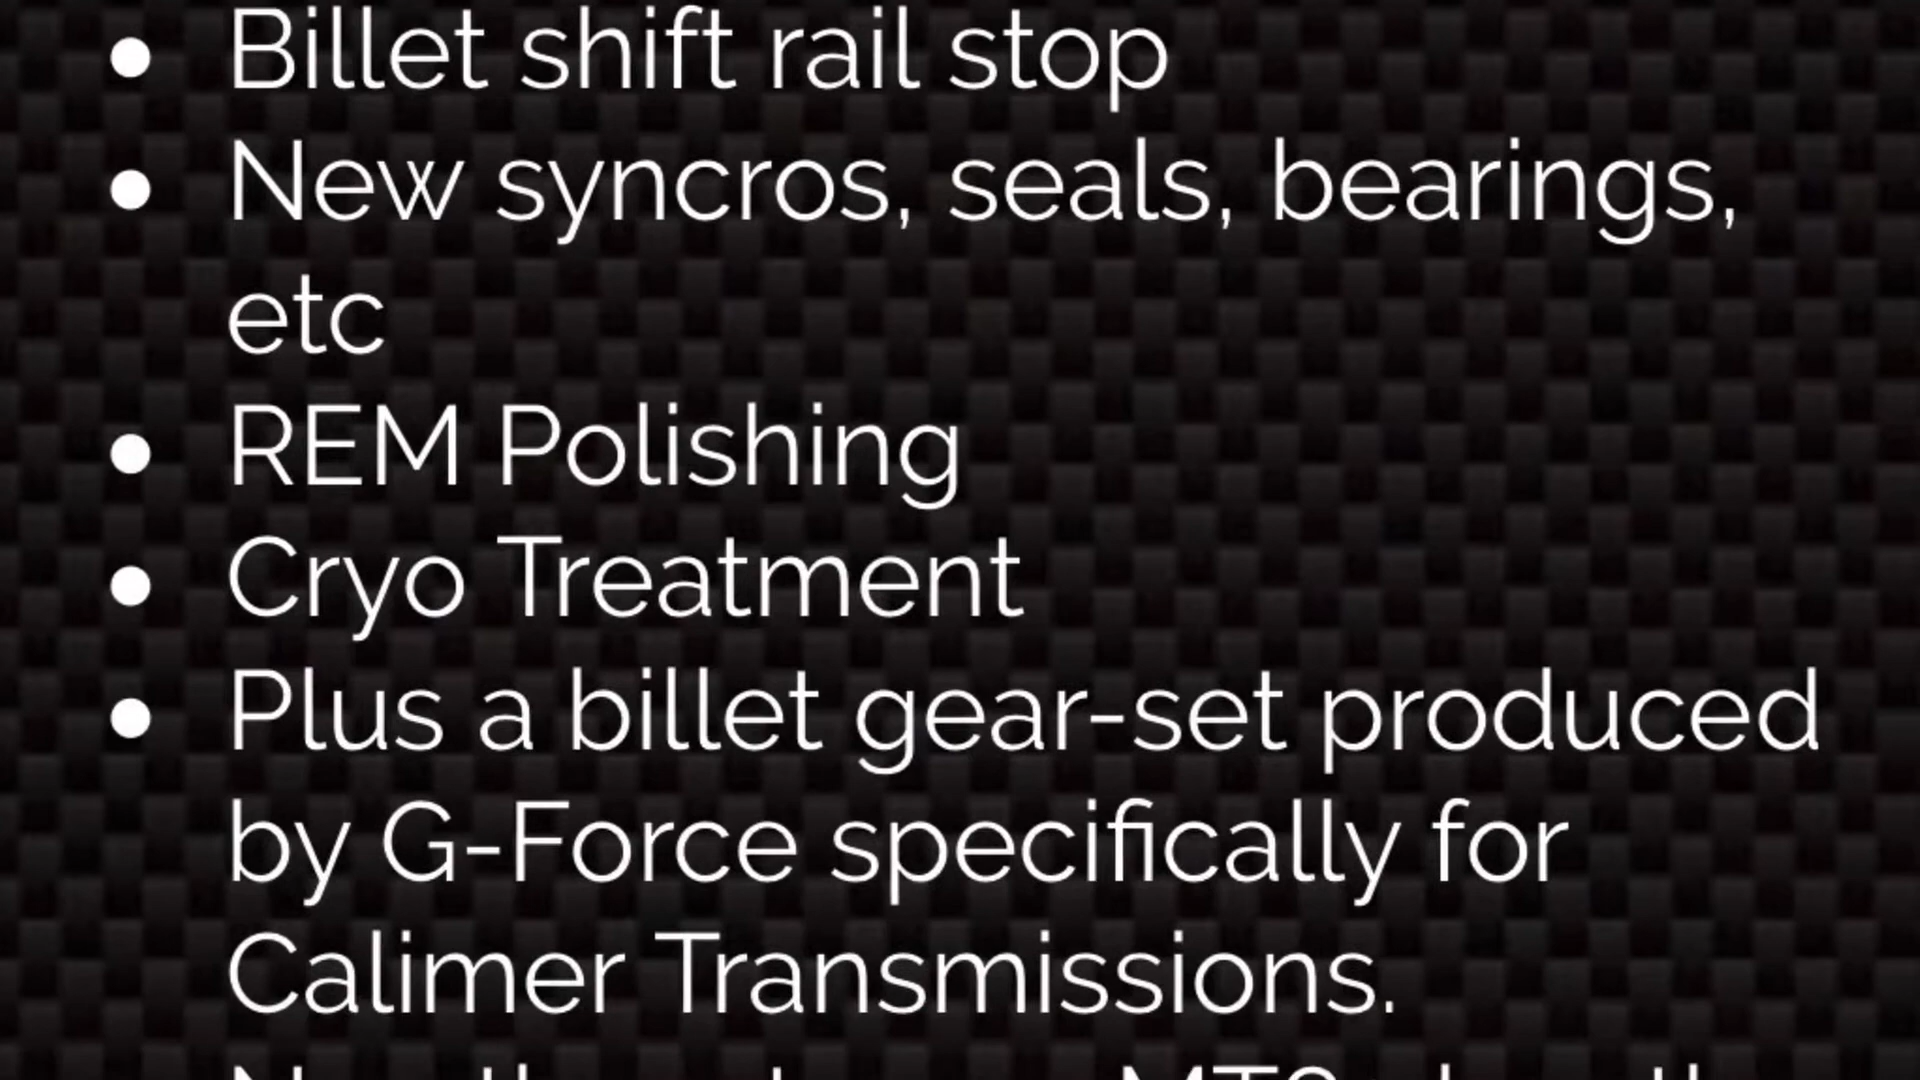 • Billet shift rail stop
• New syncros, seals, bearings,
etc
• REM Polishing
• Cryo Treatment
• Plus a billet gear-set produced
by G-Force specifically for
Calimer Transmissions.